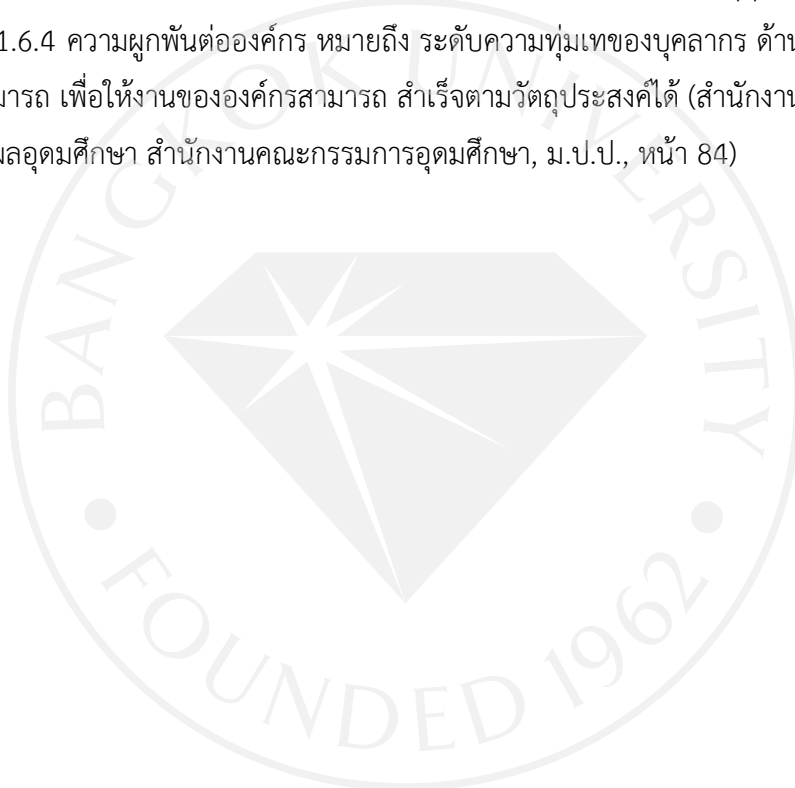 1.6.4 ความผูกพันต่อองค์กร หมายถึง ระดับความทุ่มเทของบุคลากร ด้าน
มารถ เพื่อให้งานขององค์กรสามารถ สำเร็จตามวัตถุประสงค์ได้ (สำนักงาน
ผลอุดมศึกษา สำนักงานคณะกรรมการอุดมศึกษา, ม.ป.ป., หน้า 84)
BANGKOK UNIVERSITY
FOUNDED 1962